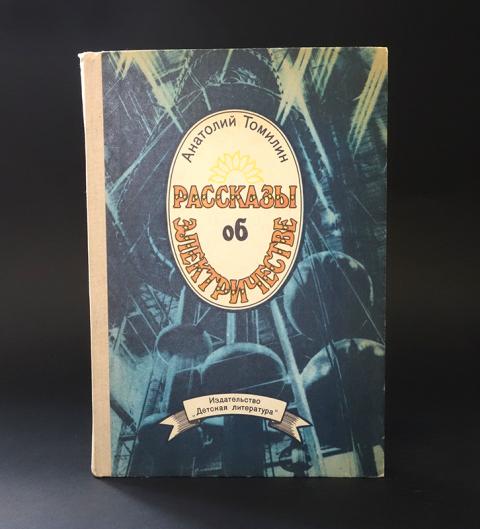 Анатолий Томилин
РАССКАЗЫ
об
ЭЛЕКТРИЧЕСТВЕ
Издательство
„Детская литература"